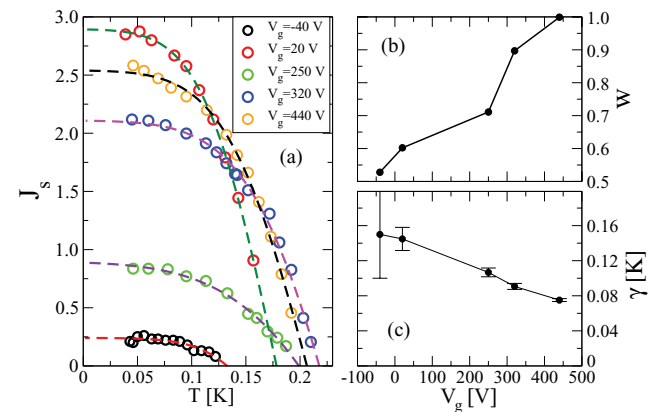 3.0
2.5
2.0
1.5
1.0
0.5
0
J_s
0
0.05
0.1
0.15
0.2
T [K]
V_g=-40 V
V_g=20 V
V_g=250 V
V_g=320 V
V_g=440 V
(a)
(b)
1.0
0.9
0.8
0.7
0.6
0.5
w
(c)
0.16
0.12
0.08
0.04
0
γ [K]
-100
0
100
200
300
400
500
V_g [V]